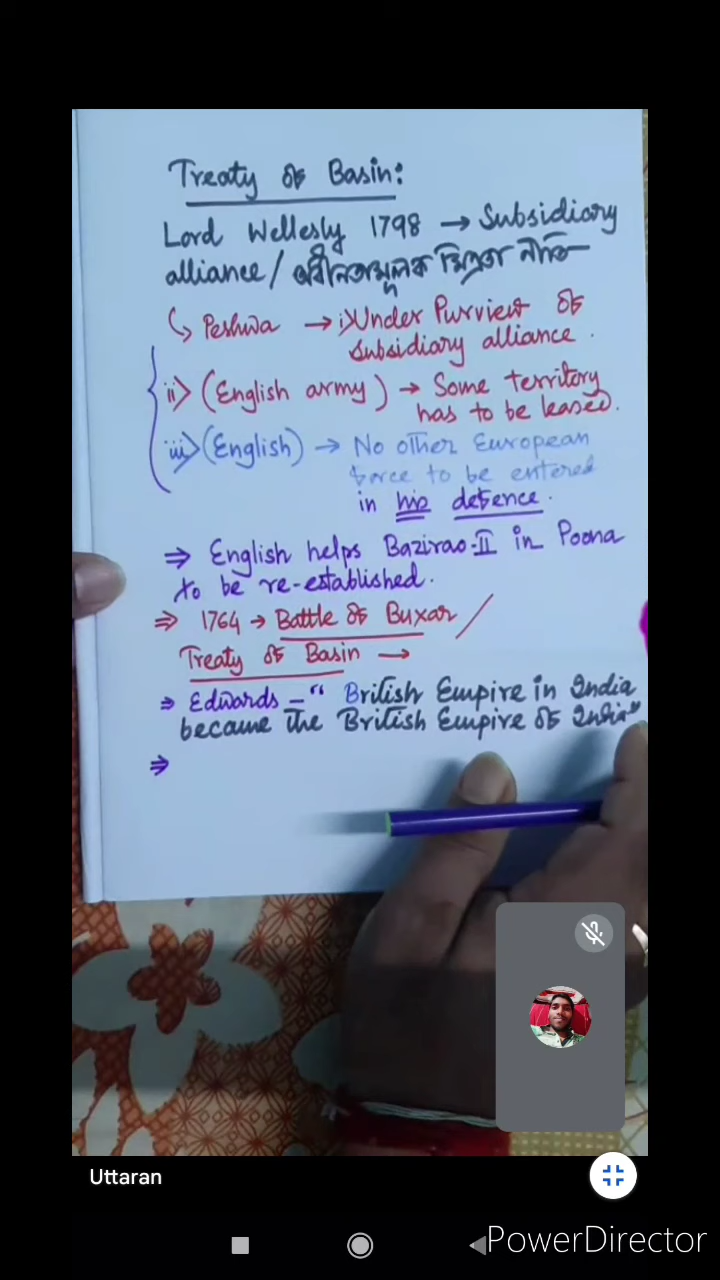 Treaty of Basin:
Lord Wellesly 1798 → Subsidiary
alliance / অধীনতামূলক মিত্রতা নীতি
↳ Peshwa → i> Under Purview of
Subsidiary alliance.
ii> (English army) → Some territory
has to be leased.
iii> (English) → No other European
force to be entered
in his defence.
⇒ English helps Bazirao-II in Poona
to be re-established.
⇒ 1764 → Battle of Buxar /
Treaty of Basin →
⇒ Edwards - "British Empire in India
became the British Empire of India"
⇒
Uttaran
PowerDirector